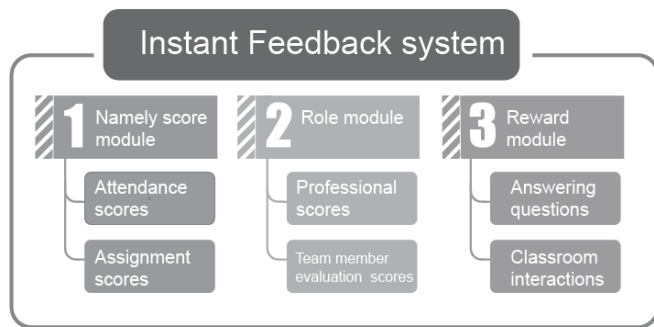 Instant Feedback system
1
Namely score
module
Attendance
scores
Assignment
scores
2
Role module
Professional
scores
Team member
evaluation scores
3
Reward
module
Answering
questions
Classroom
interactions